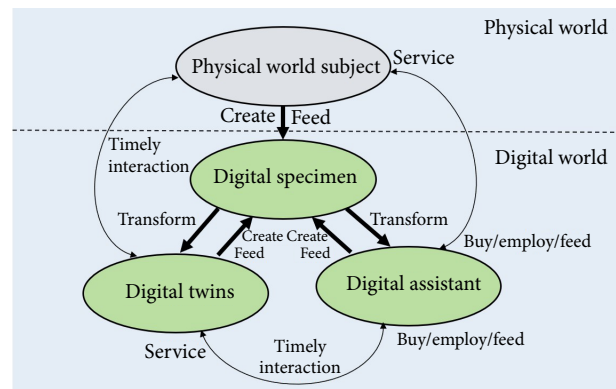 Physical world
Service
Physical world subject
Create Feed
Timely
interaction
Digital world
Digital specimen
Transform
Transform
Create Create
Feed Feed
Buy/employ/feed
Digital twins
Digital assistant
Service
Timely
interaction
Buy/employ/feed